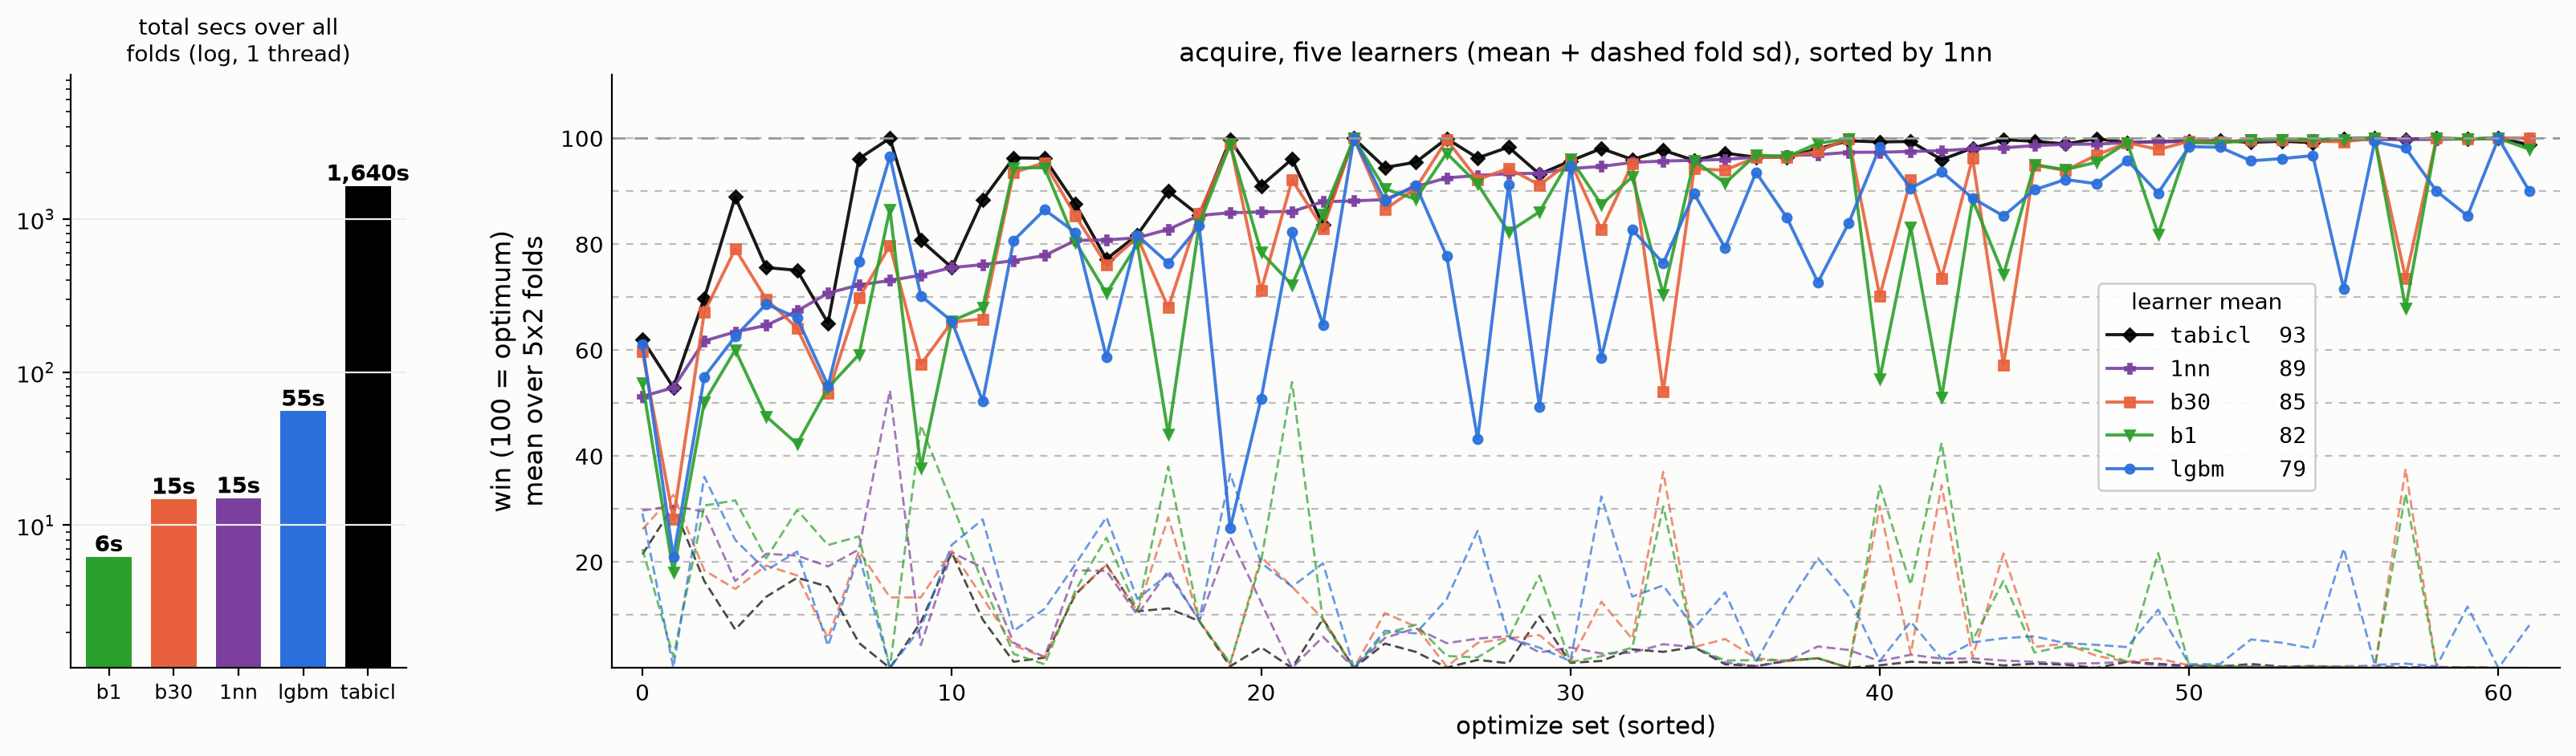 total secs over all
folds (log, 1 thread)
10³
10²
10¹
6s
15s
15s
55s
1,640s
b1
b30
1nn
lgbm
tabicl
acquire, five learners (mean + dashed fold sd), sorted by 1nn
win (100 = optimum)
mean over 5x2 folds
100
80
60
40
20
learner mean
tabicl 93
1nn 89
b30 85
b1 82
lgbm 79
0
10
20
30
40
50
60
optimize set (sorted)